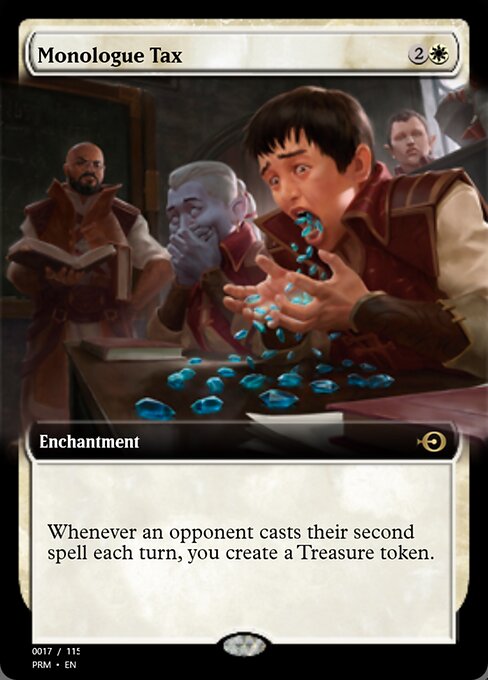 Monologue Tax
2
Enchantment
Whenever an opponent casts their second
spell each turn, you create a Treasure token.
0017 / 115
PRM • EN